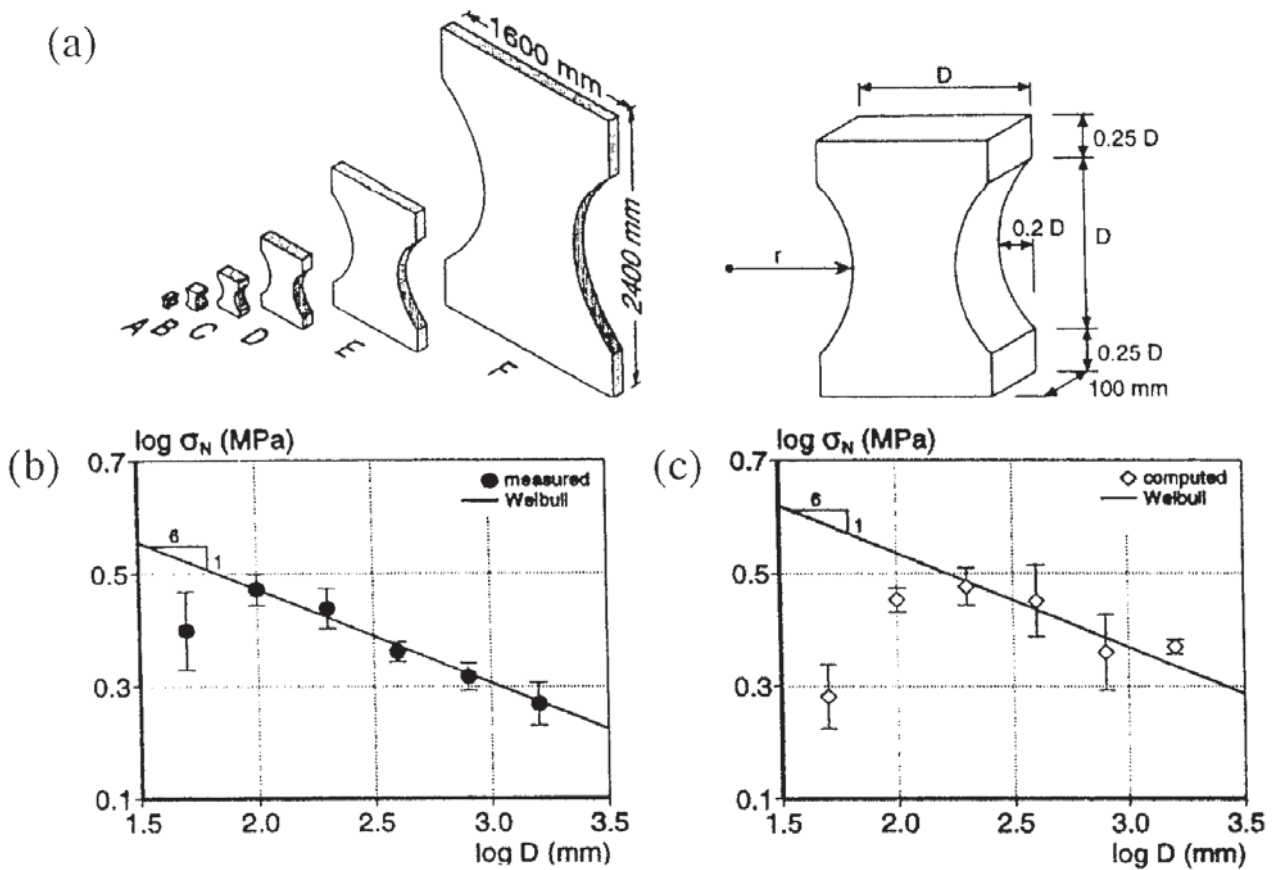 (a)
1600 mm
2400 mm
A B C D E F
D
0.25 D
0.2 D
D
r
0.25 D
100 mm
(b)
log σN (MPa)
0.7
0.5
0.3
0.1
measured
Weibull
6
1
1.5 2.0 2.5 3.0 3.5
log D (mm)
(c)
log σN (MPa)
0.7
0.5
0.3
0.1
computed
Weibull
6
1
1.5 2.0 2.5 3.0 3.5
log D (mm)